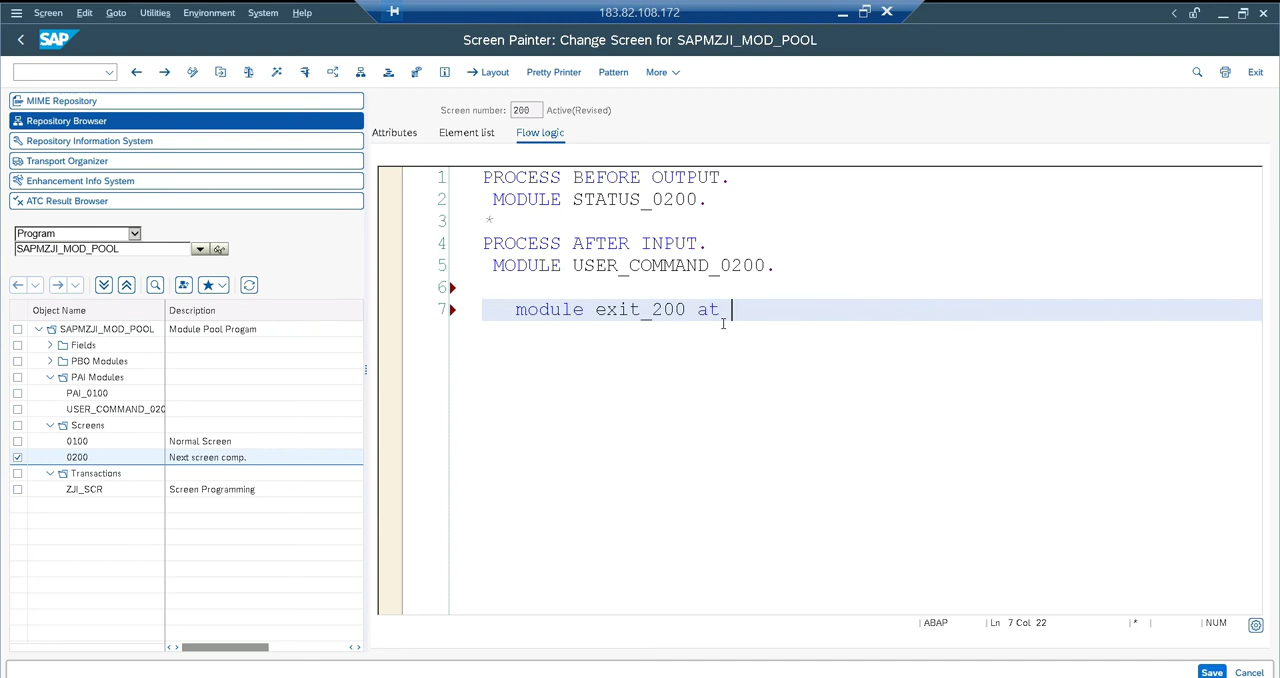 Screen Edit Goto Utilities Environment System Help
183.82.108.172
SAP
Screen Painter: Change Screen for SAPMZJI_MOD_POOL
Layout Pretty Printer Pattern More Exit
MIME Repository
Repository Browser
Repository Information System
Transport Organizer
Enhancement Info System
ATC Result Browser
Program
SAPMZJI_MOD_POOL
Object Name Description
SAPMZJI_MOD_POOL Module Pool Progam
Fields
PBO Modules
PAI Modules
PAI_0100
USER_COMMAND_020
Screens
0100 Normal Screen
0200 Next screen comp.
Transactions
ZJI_SCR Screen Programming
Screen number: 200 Active(Revised)
Attributes Element list Flow logic
1 PROCESS BEFORE OUTPUT.
2 MODULE STATUS_0200.
3 *
4 PROCESS AFTER INPUT.
5 MODULE USER_COMMAND_0200.
6
7 module exit_200 at
ABAP Ln 7 Col 22 * NUM
Save Cancel